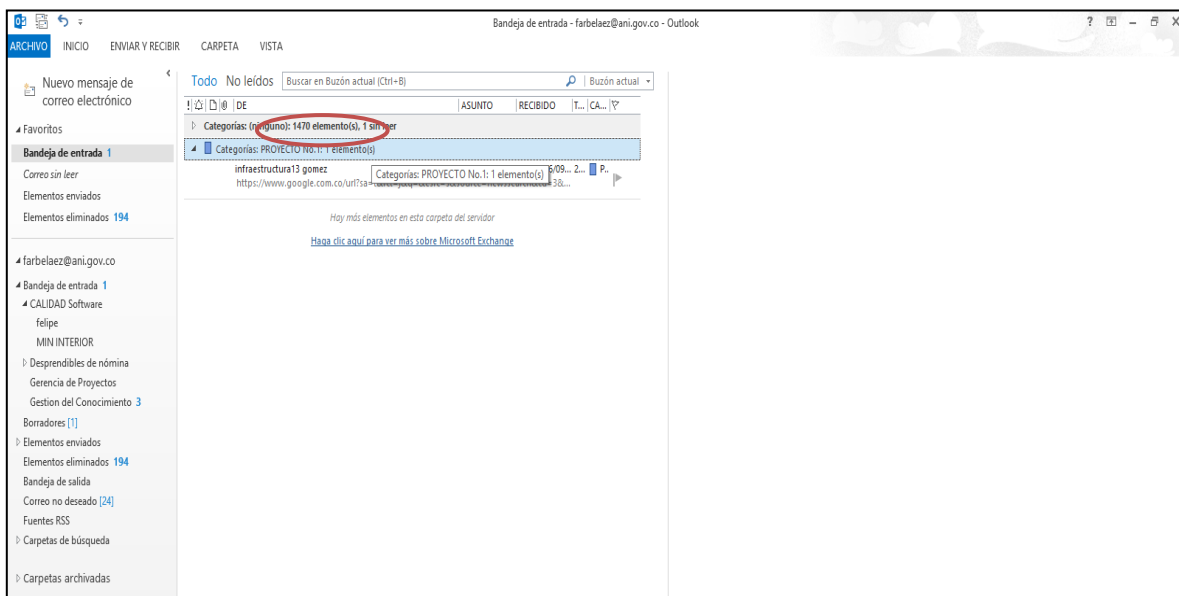 Bandeja de entrada - farbelaez@ani.gov.co - Outlook
ARCHIVO INICIO ENVIAR Y RECIBIR CARPETA VISTA
Nuevo mensaje de
correo electrónico
Favoritos
Bandeja de entrada 1
Correo sin leer
Elementos enviados
Elementos eliminados 194
farbelaez@ani.gov.co
Bandeja de entrada 1
CALIDAD Software
felipe
MIN INTERIOR
Desprendibles de nómina
Gerencia de Proyectos
Gestion del Conocimiento 3
Borradores [1]
Elementos enviados
Elementos eliminados 194
Bandeja de salida
Correo no deseado [24]
Fuentes RSS
Carpetas de búsqueda
Carpetas archivadas
Todo No leídos Buscar en Buzón actual (Ctrl+B) Buzón actual
! DE ASUNTO RECIBIDO T... CA...
Categorías: (ninguno): 1470 elemento(s), 1 sin leer
Categorías: PROYECTO No.1: 1 elemento(s)
infraestructura13 gomez 6/09... 2... P..
Categorías: PROYECTO No.1: 1 elemento(s)
https://www.google.com.co/url?sa=
Hay más elementos en esta carpeta del servidor
Haga clic aquí para ver más sobre Microsoft Exchange